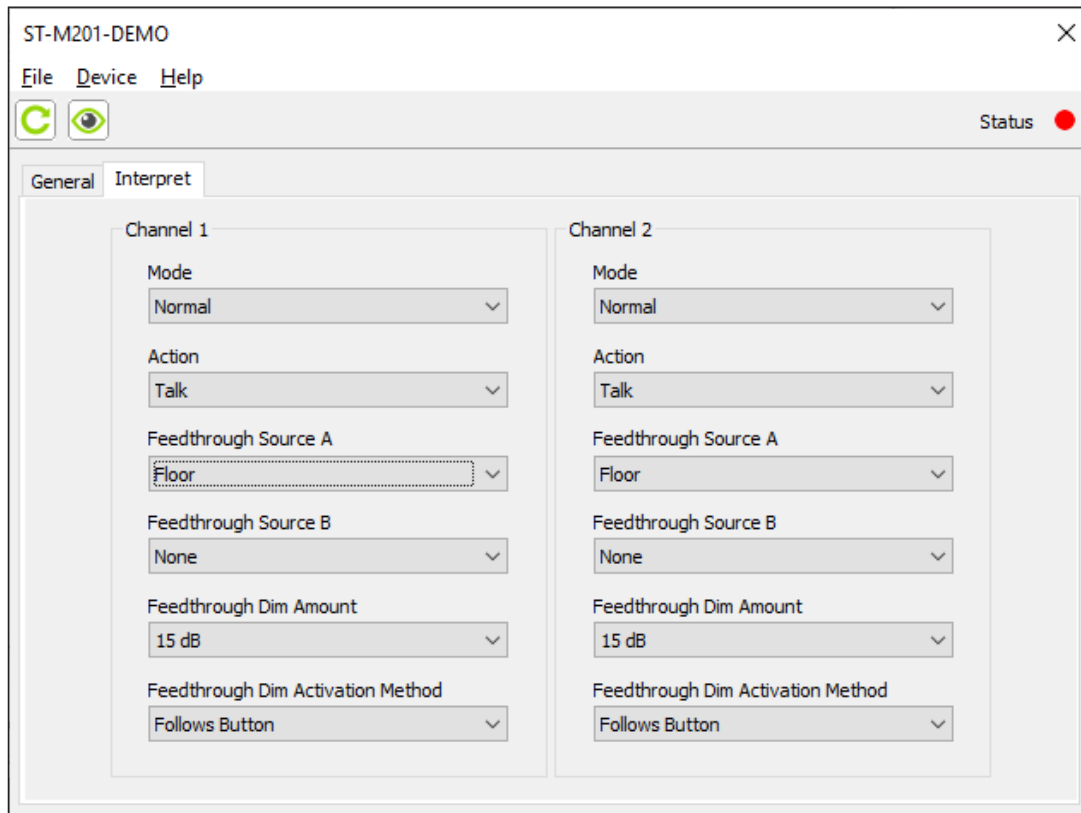 ST-M201-DEMO
File Device Help
Status
General Interpret
Channel 1
Mode
Normal
Action
Talk
Feedthrough Source A
Floor
Feedthrough Source B
None
Feedthrough Dim Amount
15 dB
Feedthrough Dim Activation Method
Follows Button
Channel 2
Mode
Normal
Action
Talk
Feedthrough Source A
Floor
Feedthrough Source B
None
Feedthrough Dim Amount
15 dB
Feedthrough Dim Activation Method
Follows Button